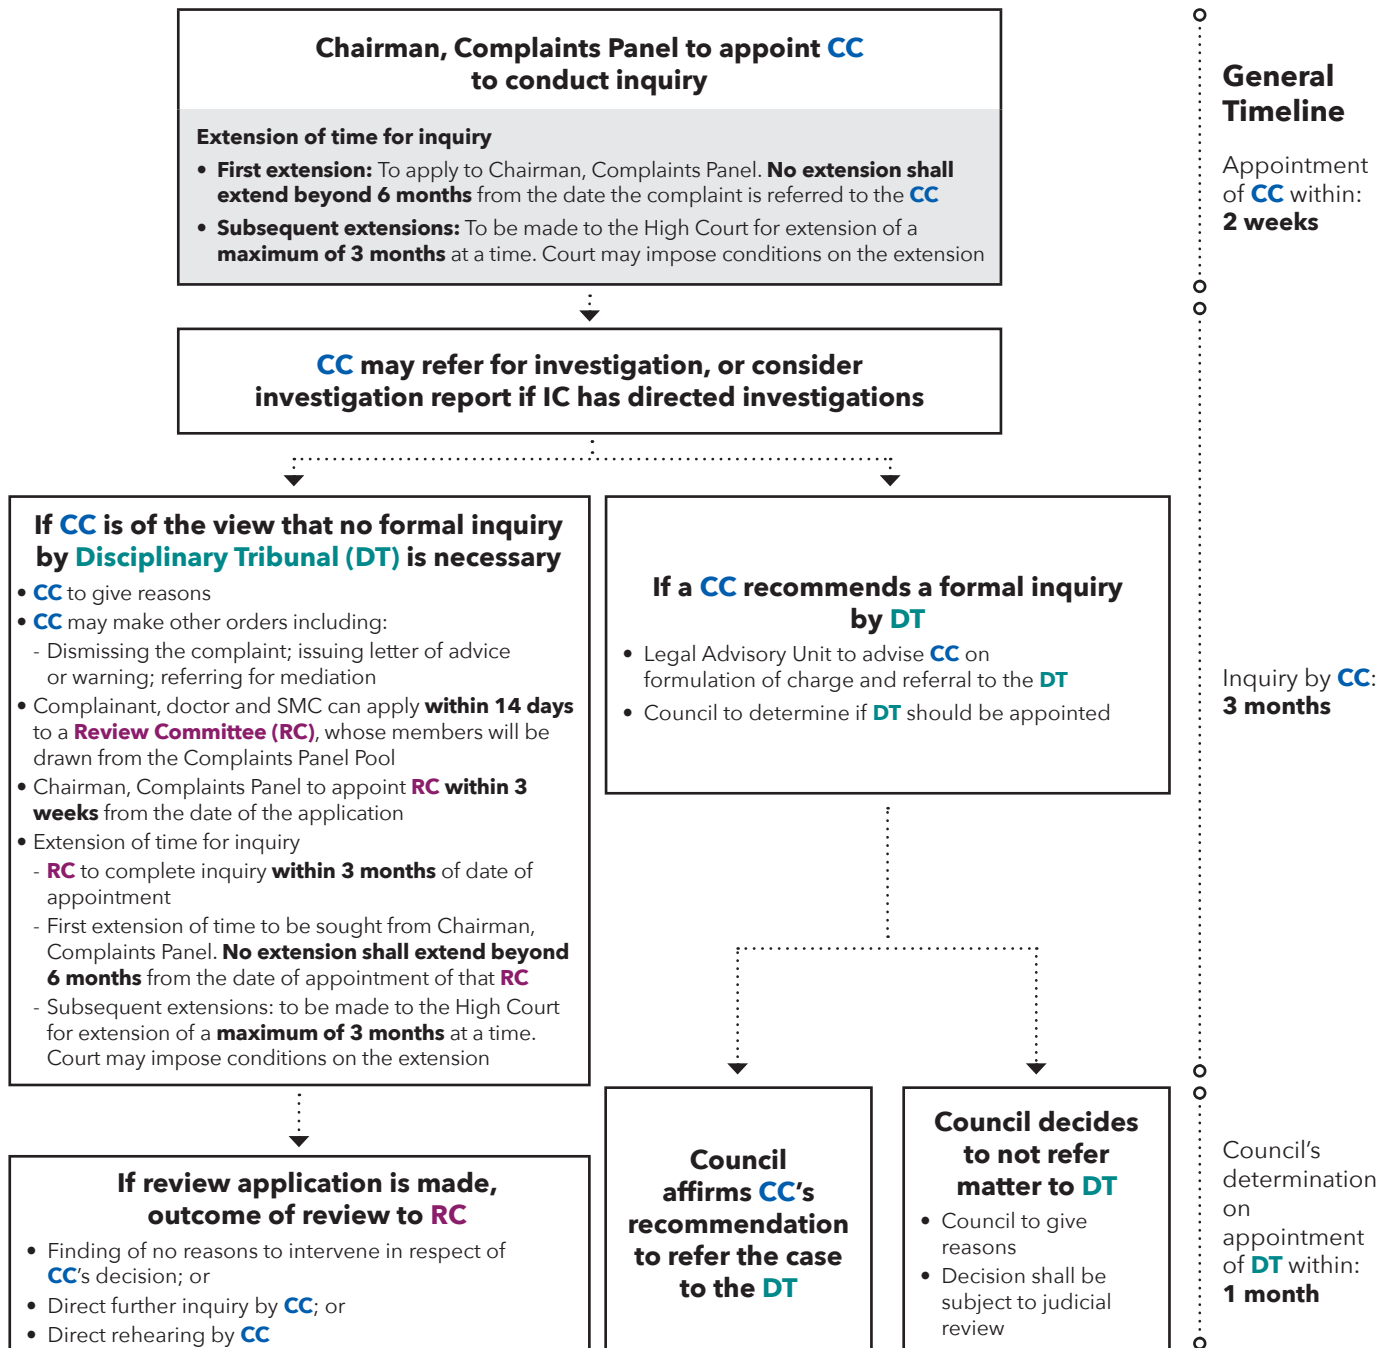 Chairman, Complaints Panel to appoint CC
to conduct inquiry
Extension of time for inquiry
• First extension: To apply to Chairman, Complaints Panel. No extension shall
extend beyond 6 months from the date the complaint is referred to the CC
• Subsequent extensions: To be made to the High Court for extension of a
maximum of 3 months at a time. Court may impose conditions on the extension
General
Timeline
Appointment
of CC within:
2 weeks
CC may refer for investigation, or consider
investigation report if IC has directed investigations
If CC is of the view that no formal inquiry
by Disciplinary Tribunal (DT) is necessary
• CC to give reasons
• CC may make other orders including:
- Dismissing the complaint; issuing letter of advice
or warning; referring for mediation
• Complainant, doctor and SMC can apply within 14 days
to a Review Committee (RC), whose members will be
drawn from the Complaints Panel Pool
• Chairman, Complaints Panel to appoint RC within 3
weeks from the date of the application
• Extension of time for inquiry
- RC to complete inquiry within 3 months of date of
appointment
- First extension of time to be sought from Chairman,
Complaints Panel. No extension shall extend beyond
6 months from the date of appointment of that RC
- Subsequent extensions: to be made to the High Court
for extension of a maximum of 3 months at a time.
Court may impose conditions on the extension
If a CC recommends a formal inquiry
by DT
• Legal Advisory Unit to advise CC on
formulation of charge and referral to the DT
• Council to determine if DT should be appointed
Inquiry by CC:
3 months
If review application is made,
outcome of review to RC
• Finding of no reasons to intervene in respect of
CC's decision; or
• Direct further inquiry by CC; or
• Direct rehearing by CC
Council
affirms CC's
recommendation
to refer the case
to the DT
Council decides
to not refer
matter to DT
• Council to give
reasons
• Decision shall be
subject to judicial
review
Council's
determination
on
appointment
of DT within:
1 month